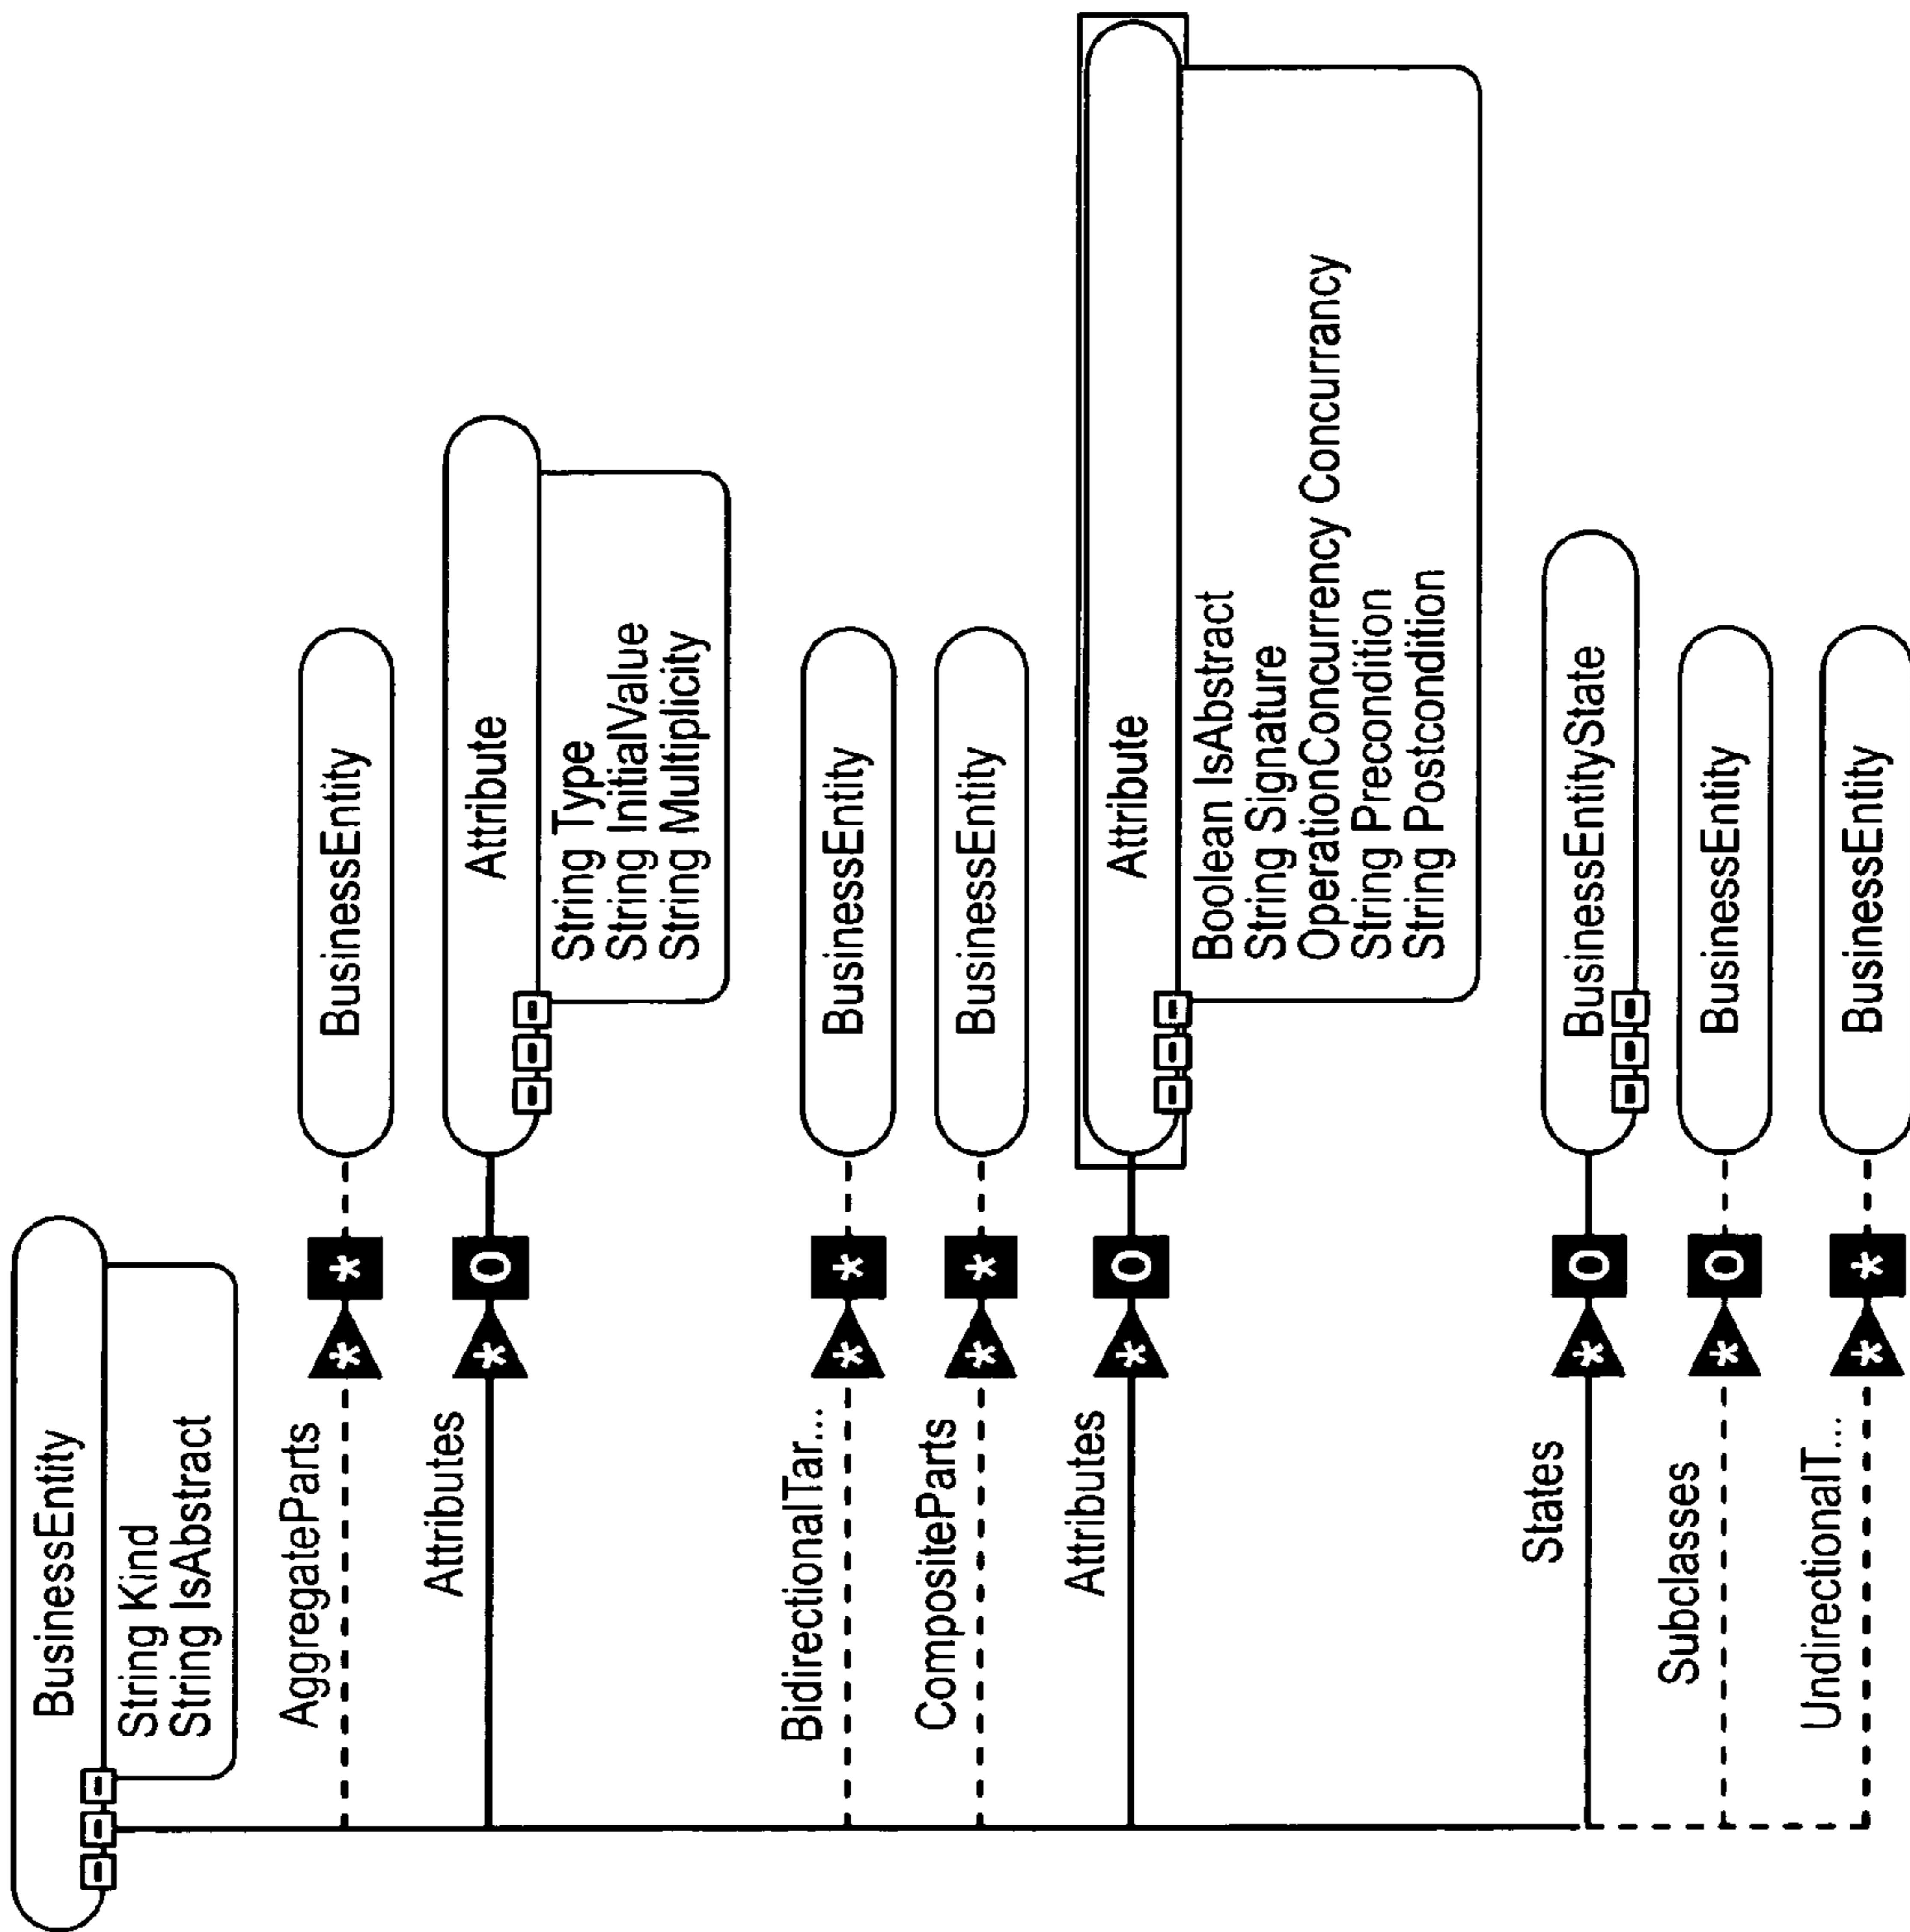 BusinessEntity
String Kind
String IsAbstract
AggregateParts
*
*
BusinessEntity
Attributes
*
0
Attribute
String Type
String InitialValue
String Multiplicity
BidirectionalTar...
*
*
BusinessEntity
CompositeParts
*
*
BusinessEntity
Attributes
*
0
Attribute
Boolean IsAbstract
String Signature
OperationConcurrency Concurrancy
String Precondition
String Postcondition
States
*
0
BusinessEntityState
Subclasses
*
0
BusinessEntity
UndirectionalT...
*
*
BusinessEntity